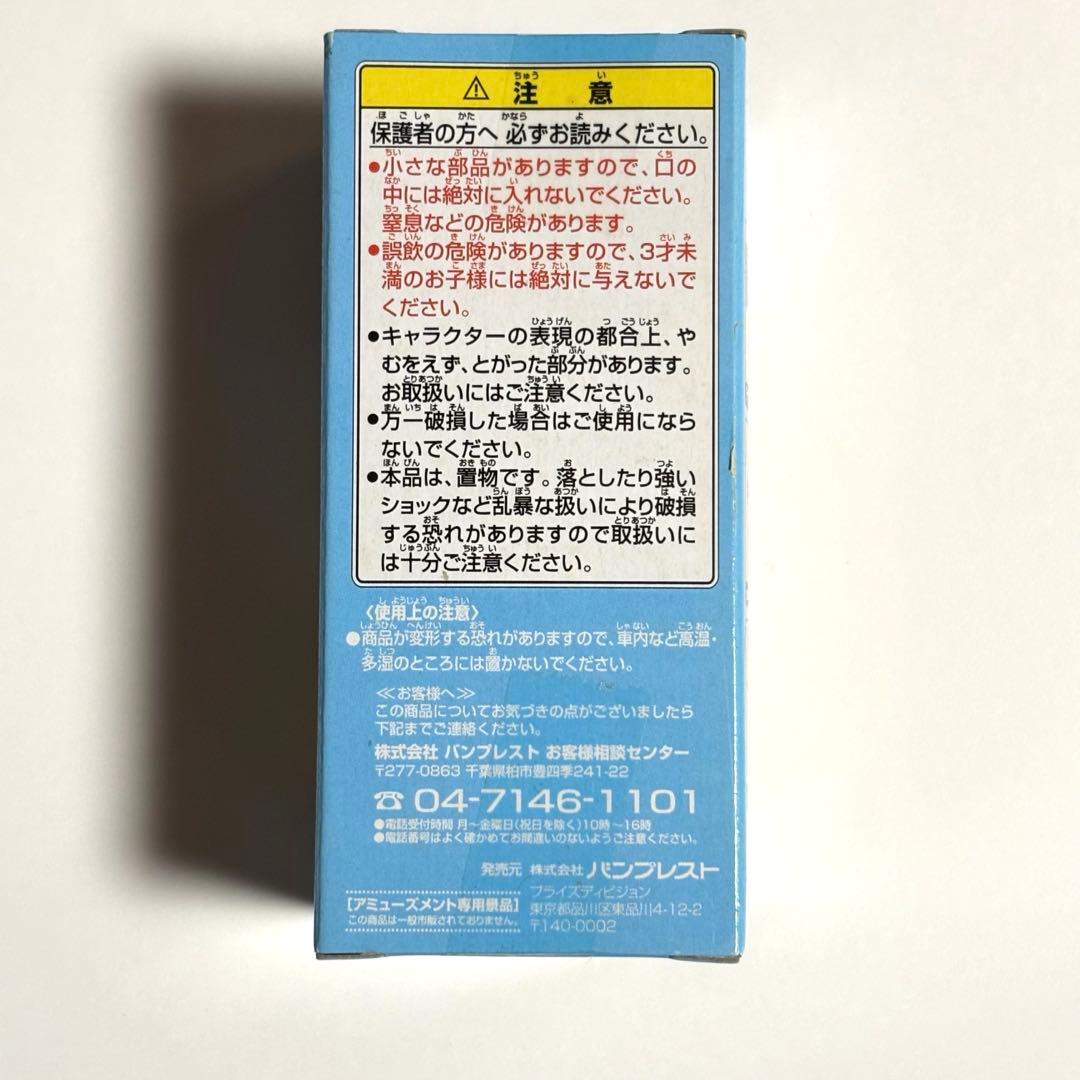 ⚠ 注意
保護者の方へ 必ずお読みください。
●小さな部品がありますので、口の
中には絶対に入れないでください。
窒息などの危険があります。
●誤飲の危険がありますので、3才未
満のお子様には絶対に与えないで
ください。
●キャラクターの表現の都合上、や
むをえず、とがった部分があります。
お取扱いにはご注意ください。
●万一破損した場合はご使用になら
ないでください。
●本品は、置物です。落としたり強い
ショックなど乱暴な扱いにより破損
する恐れがありますので取扱いに
は十分ご注意ください。
〈使用上の注意〉
●商品が変形する恐れがありますので、車内など高温・
多湿のところには置かないでください。
≪お客様へ≫
この商品についてお気づきの点がございましたら
下記までご連絡ください。
株式会社 バンプレスト お客様相談センター
〒277-0863 千葉県柏市豊四季241-22
☎ 04-7146-1101
●電話受付時間 月〜金曜日(祝日を除く)10時〜16時
●電話番号はよく確かめてお間違いのないようご注意ください。
発売元 株式会社 バンプレスト
プライズディビジョン
東京都品川区東品川4-12-2
〒140-0002
[アミューズメント専用景品]
この商品は一般市販されておりません。